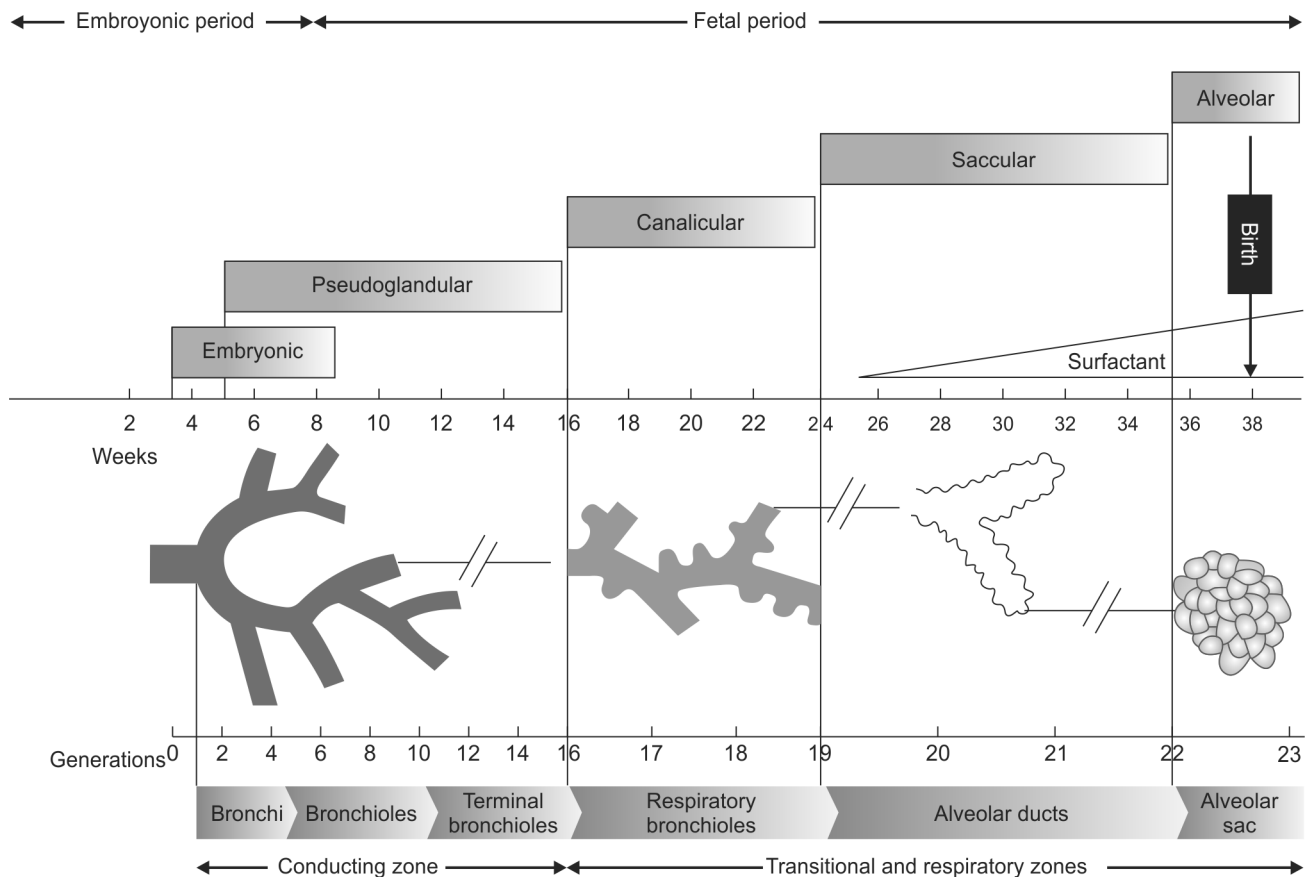 Embroyonic period
Fetal period
Alveolar
Saccular
Canalicular
Birth
Pseudoglandular
Embryonic
Surfactant
2 4 6 8 10 12 14 16 18 20 22 24 26 28 30 32 34 36 38
Weeks
Generations
0 2 4 6 8 10 12 14 16 17 18 19 20 21 22 23
Bronchi
Bronchioles
Terminal
bronchioles
Respiratory
bronchioles
Alveolar ducts
Alveolar
sac
Conducting zone
Transitional and respiratory zones